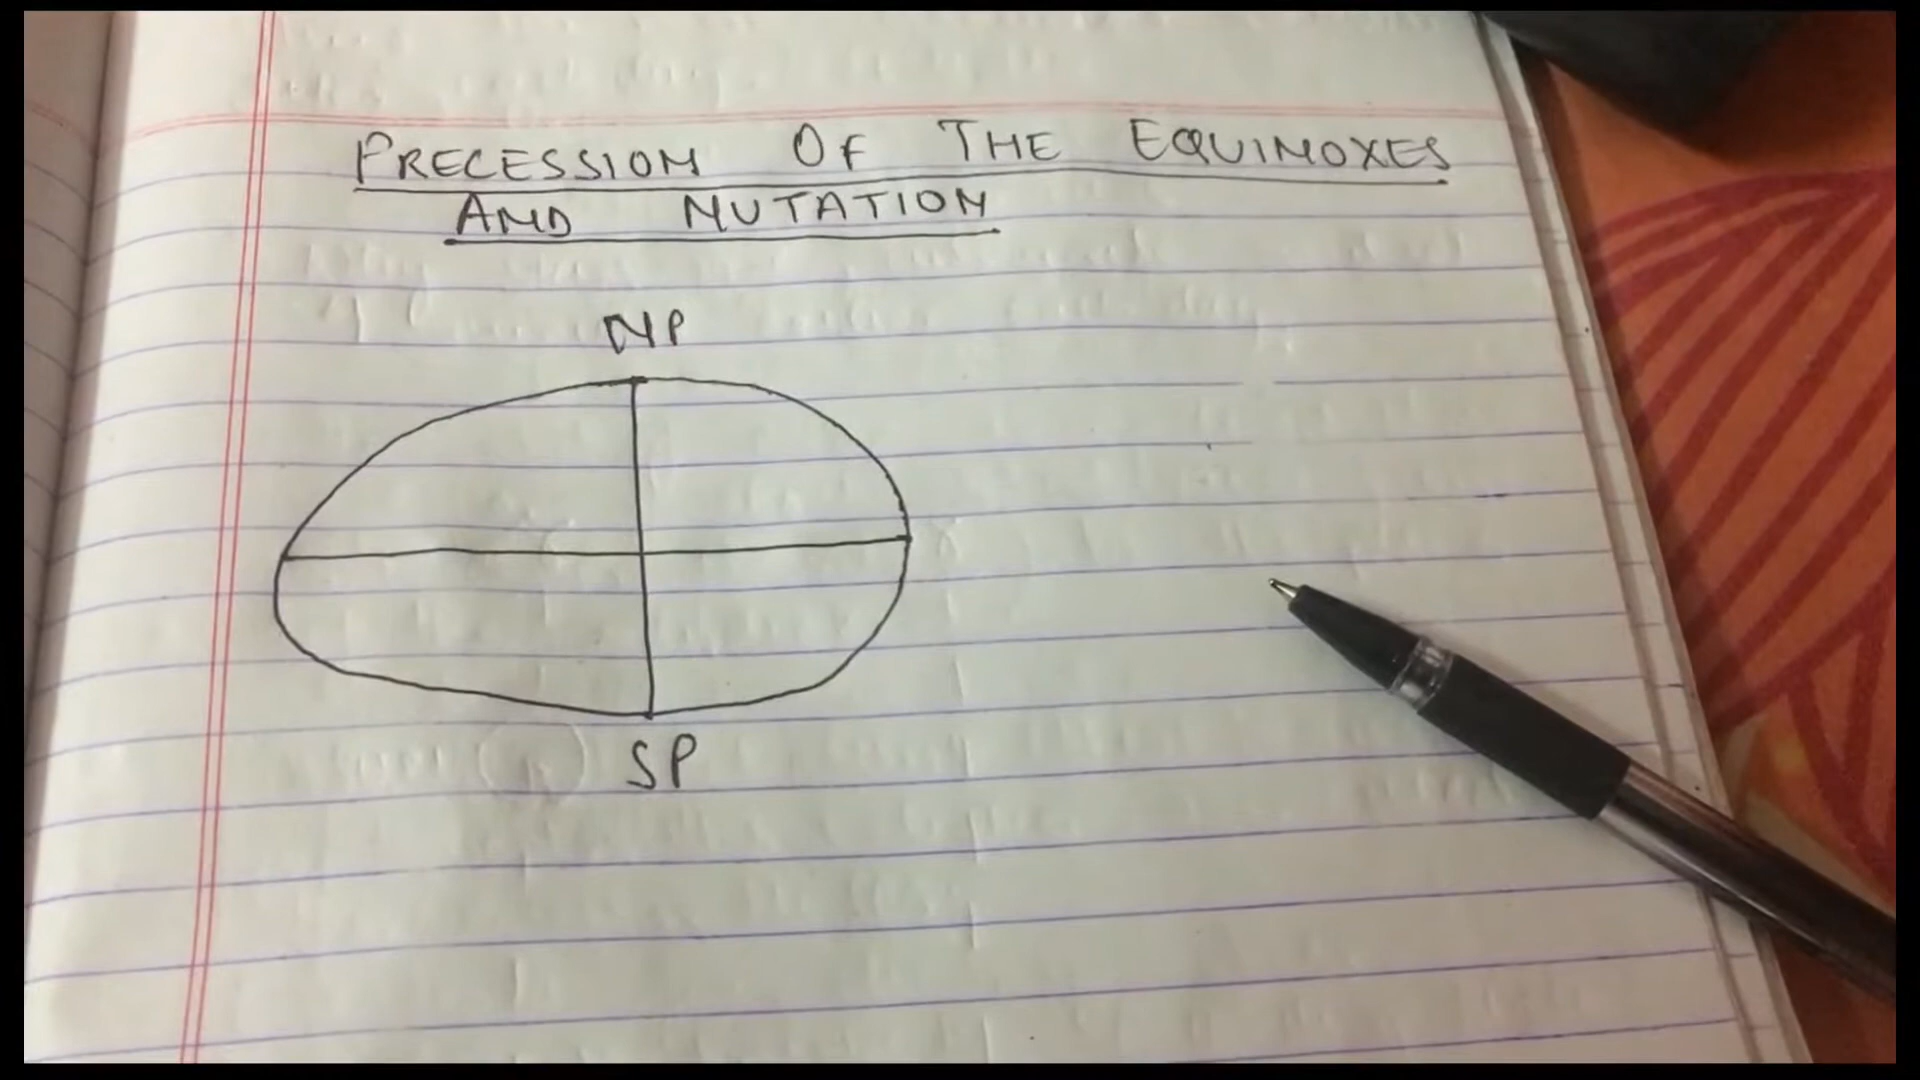 PRECESSION OF THE EQUINOXES
AND NUTATION
NP
SP